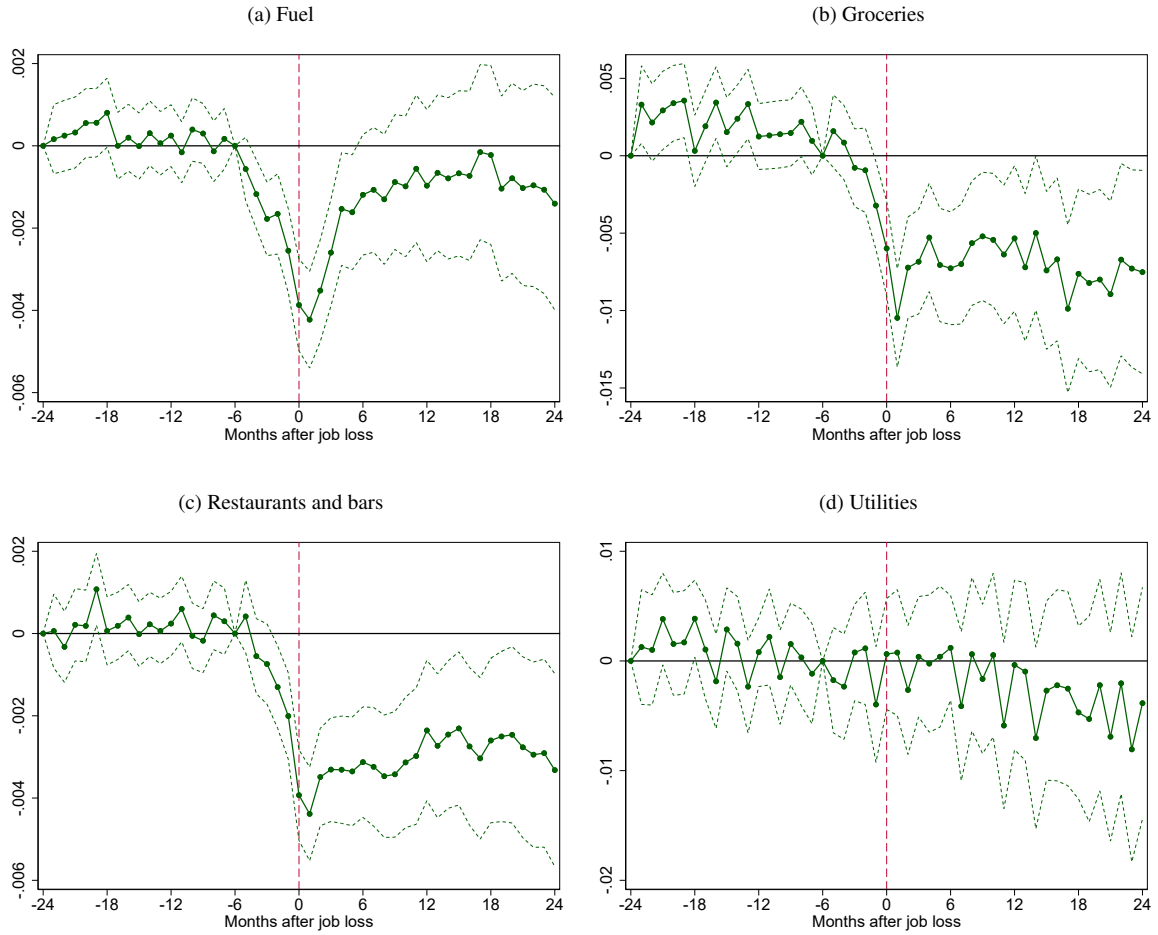 (a) Fuel
.002
0
-.002
-.004
-.006
-24 -18 -12 -6 0 6 12 18 24
Months after job loss
(b) Groceries
.005
0
-.005
-.01
-.015
-24 -18 -12 -6 0 6 12 18 24
Months after job loss
(c) Restaurants and bars
.002
0
-.002
-.004
-.006
-24 -18 -12 -6 0 6 12 18 24
Months after job loss
(d) Utilities
.01
0
-.01
-.02
-24 -18 -12 -6 0 6 12 18 24
Months after job loss